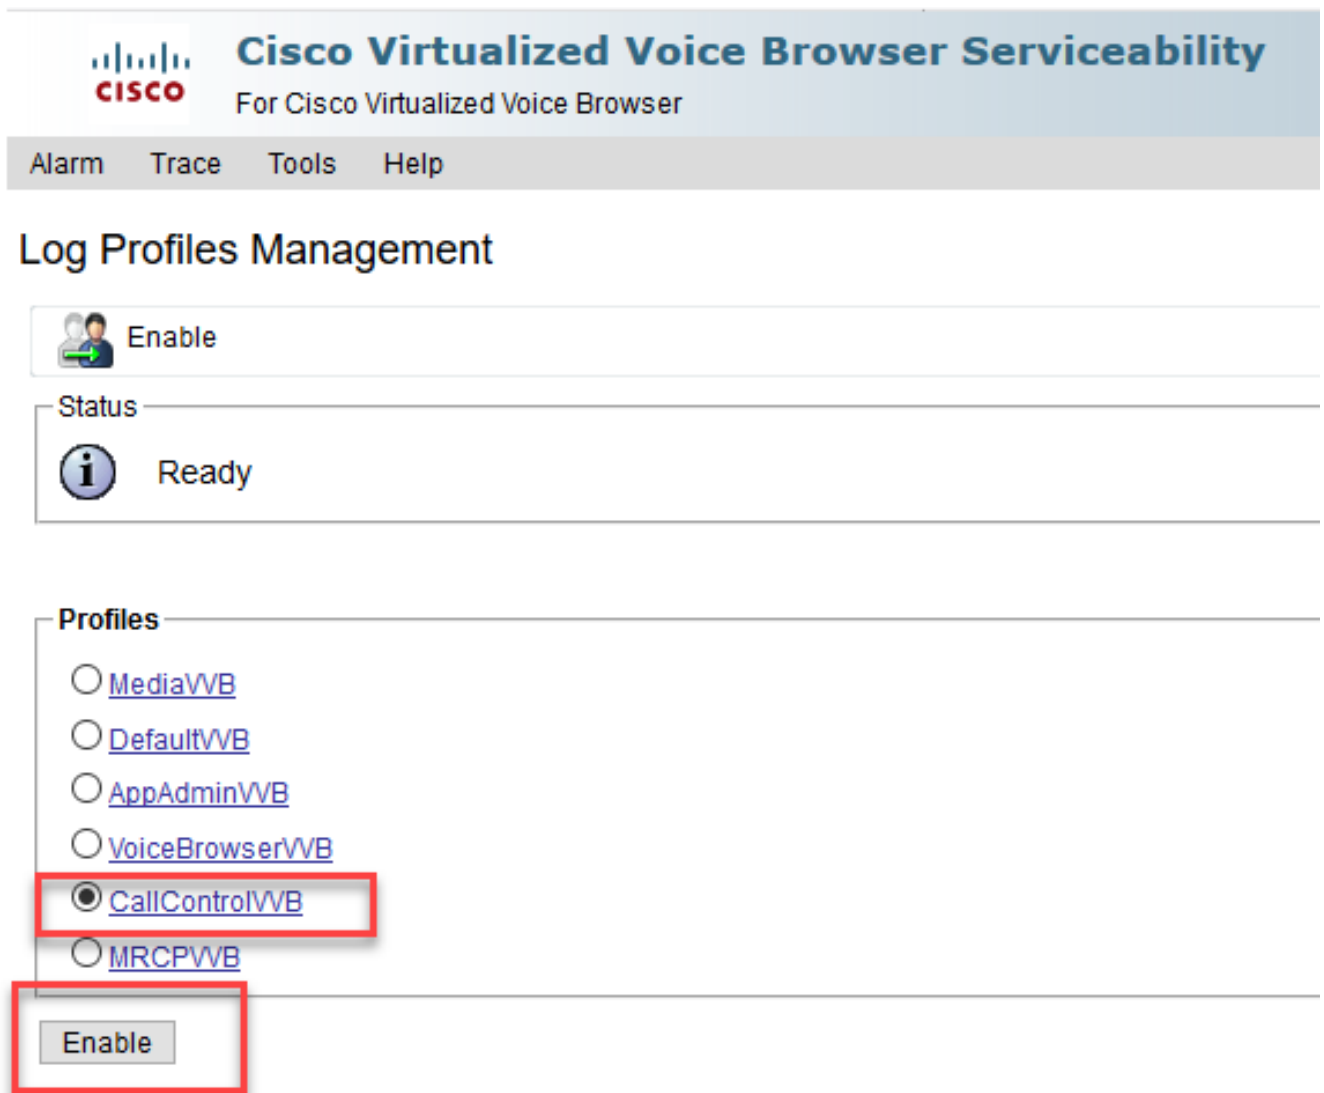 Cisco Virtualized Voice Browser Serviceability
CISCO
For Cisco Virtualized Voice Browser
Alarm Trace Tools Help
Log Profiles Management
Enable
Status
i Ready
Profiles
MediaVVB
DefaultVVB
AppAdminVVB
VoiceBrowserVVB
CallControlVVB
MRCPVVB
Enable